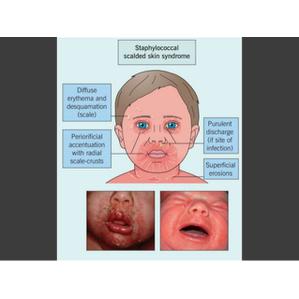 Staphylococcal
scalded skin syndrome
Diffuse
erythema and
desquamation
(scale)
Periorificial
accentuation
with radial
scale-crusts
Purulent
discharge
(if site of
infection)
Superficial
erosions